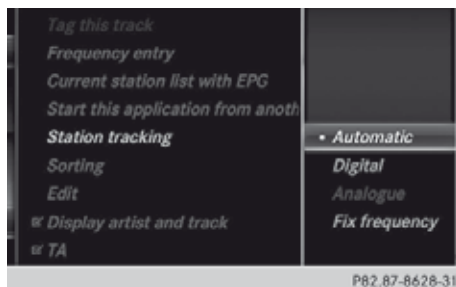 Tag this track
Frequency entry
Current station list with EPG
Start this application from anoth
Station tracking
Sorting
Edit
Display artist and track
TA
• Automatic
Digital
Analogue
Fix frequency
P82.87-8628-31